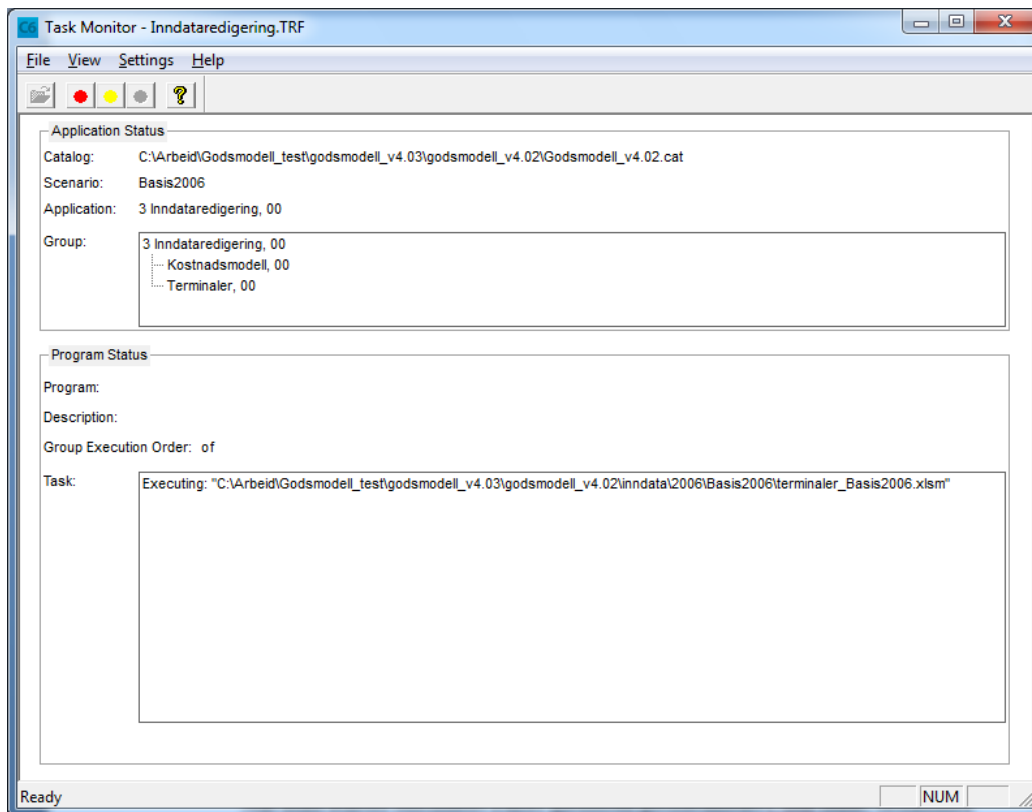 C6 Task Monitor - Inndataredigering.TRF
File View Settings Help
Application Status
Catalog: C:\Arbeid\Godsmodell_test\godsmodell_v4.03\godsmodell_v4.02\Godsmodell_v4.02.cat
Scenario: Basis2006
Application: 3 Inndataredigering, 00
Group: 3 Inndataredigering, 00
Kostnadsmodell, 00
Terminaler, 00
Program Status
Program:
Description:
Group Execution Order: of
Task: Executing: "C:\Arbeid\Godsmodell_test\godsmodell_v4.03\godsmodell_v4.02\inndata\2006\Basis2006\terminaler_Basis2006.xlsm"
Ready NUM